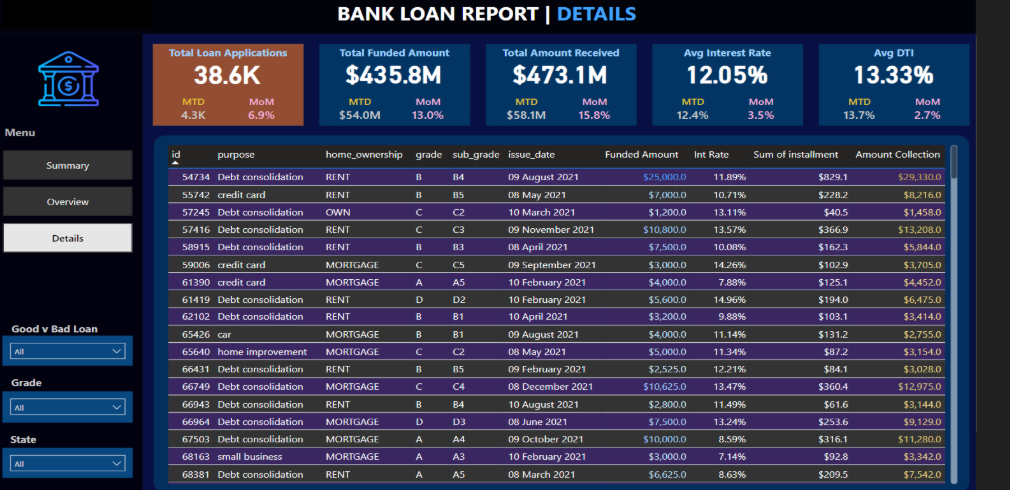 BANK LOAN REPORT | DETAILS
Total Loan Applications
38.6K
MTD MoM
4.3K 6.9%
Total Funded Amount
$435.8M
MTD MoM
$54.0M 13.0%
Total Amount Received
$473.1M
MTD MoM
$58.1M 15.8%
Avg Interest Rate
12.05%
MTD MoM
12.4% 3.5%
Avg DTI
13.33%
MTD MoM
13.7% 2.7%
Menu
Summary
Overview
Details
Good v Bad Loan
All
Grade
All
State
All
id purpose home_ownership grade sub_grade issue_date Funded Amount Int Rate Sum of installment Amount Collection
54734 Debt consolidation RENT B B4 09 August 2021 $25,000.0 11.89% $829.1 $29,330.0
55742 credit card RENT B B5 08 May 2021 $7,000.0 10.71% $228.2 $8,216.0
57245 Debt consolidation OWN C C2 10 March 2021 $1,200.0 13.11% $40.5 $1,458.0
57416 Debt consolidation RENT C C3 09 November 2021 $10,800.0 13.57% $366.9 $13,208.0
58915 Debt consolidation RENT B B3 08 April 2021 $7,500.0 10.08% $162.3 $5,844.0
59006 credit card MORTGAGE C C5 09 September 2021 $3,000.0 14.26% $102.9 $3,705.0
61390 credit card MORTGAGE A A5 10 February 2021 $4,000.0 7.88% $125.1 $4,452.0
61419 Debt consolidation RENT D D2 10 February 2021 $5,600.0 14.96% $194.0 $6,475.0
62102 Debt consolidation RENT B B1 10 April 2021 $3,200.0 9.88% $103.1 $3,414.0
65426 car MORTGAGE B B1 09 August 2021 $4,000.0 11.14% $131.2 $2,755.0
65640 home improvement MORTGAGE C C2 08 May 2021 $5,000.0 11.34% $87.2 $3,154.0
66431 Debt consolidation RENT B B5 09 February 2021 $2,525.0 12.21% $84.1 $3,028.0
66749 Debt consolidation MORTGAGE C C4 08 December 2021 $10,625.0 13.47% $360.4 $12,975.0
66943 Debt consolidation RENT B B4 10 August 2021 $2,800.0 11.49% $61.6 $3,144.0
66964 Debt consolidation MORTGAGE D D3 08 June 2021 $7,500.0 13.24% $253.6 $9,129.0
67503 Debt consolidation MORTGAGE A A4 09 October 2021 $10,000.0 8.59% $316.1 $11,280.0
68163 small business MORTGAGE A A3 10 February 2021 $3,000.0 7.14% $92.8 $3,342.0
68381 Debt consolidation RENT A A5 08 March 2021 $6,625.0 8.63% $209.5 $7,542.0